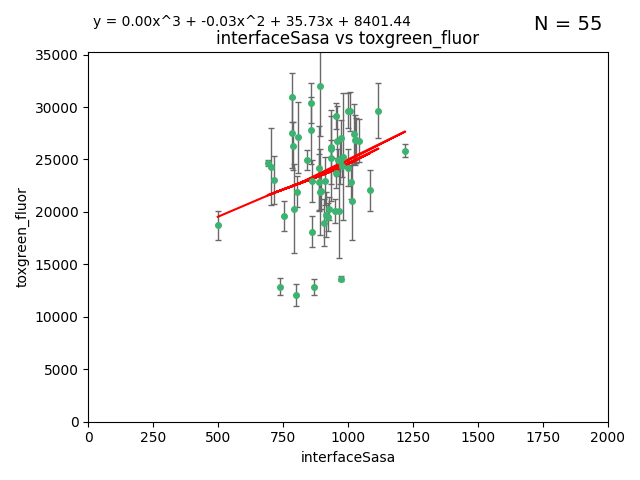 y = 0.00x^3 + -0.03x^2 + 35.73x + 8401.44
N = 55
interfaceSasa vs toxgreen_fluor
35000
30000
25000
20000
15000
10000
5000
0
toxgreen_fluor
0 250 500 750 1000 1250 1500 1750 2000
interfaceSasa